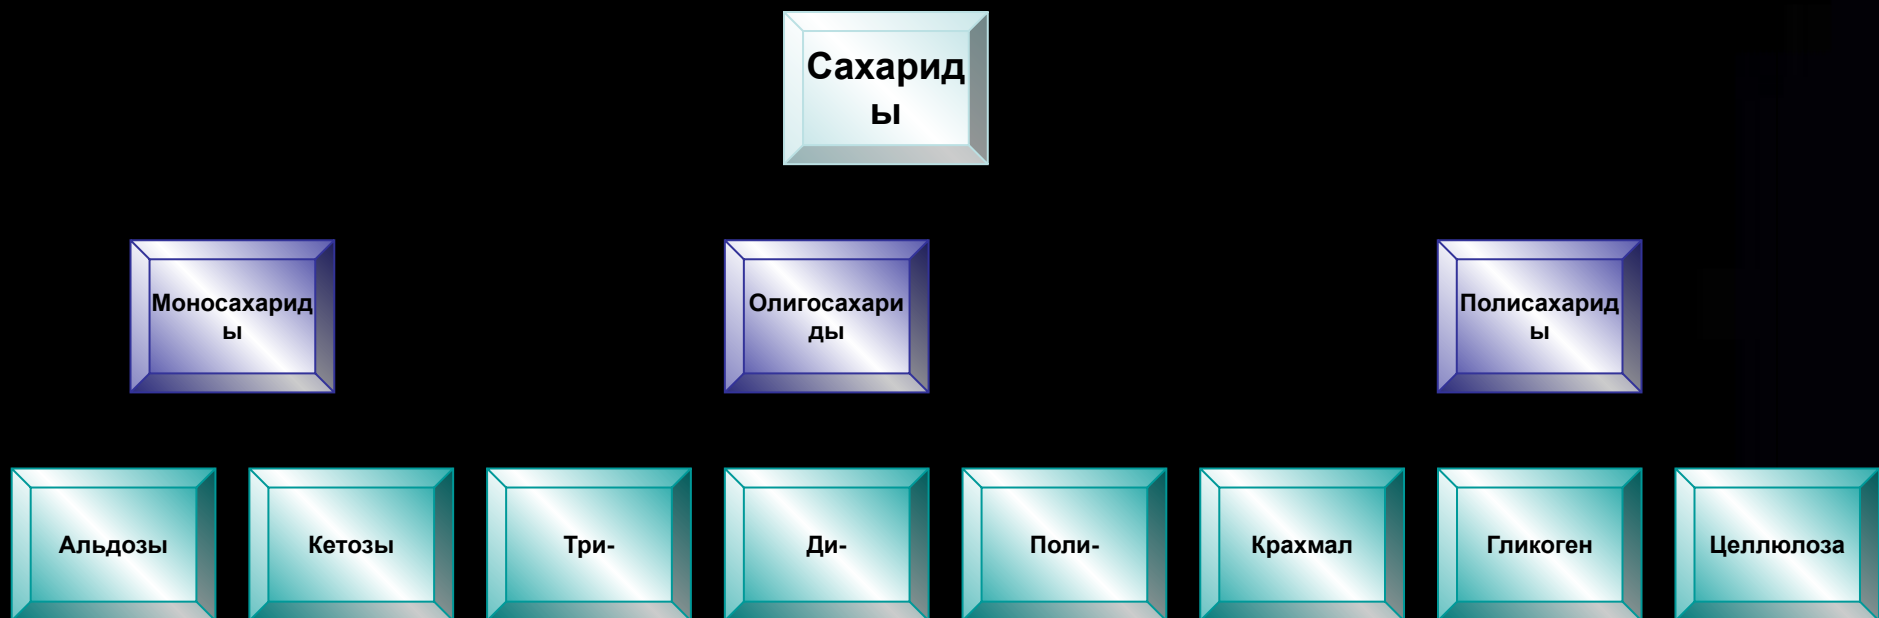 Сахарид
ы
Моносахарид
ы
Олигосахари
ды
Полисахарид
ы
Альдозы
Кетозы
Три-
Ди-
Поли-
Крахмал
Гликоген
Целлюлоза